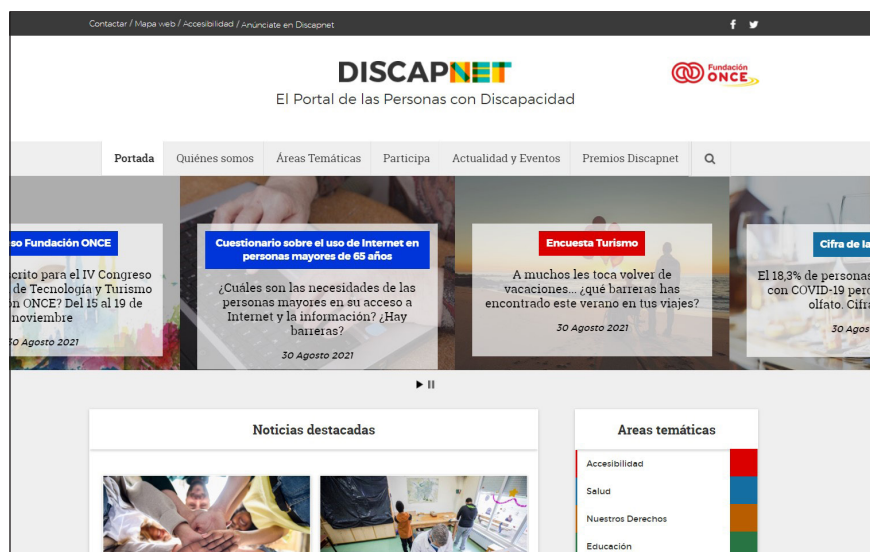 Contactar / Mapa web / Accesibilidad / Anúnciate en Discapnet
DISCAPNET
El Portal de las Personas con Discapacidad
Fundación
ONCE
Portada
Quiénes somos
Áreas Temáticas
Participa
Actualidad y Eventos
Premios Discapnet
so Fundación ONCE
crito para el IV Congreso
de Tecnología y Turismo
n ONCE? Del 15 al 19 de
noviembre
30 Agosto 2021
Cuestionario sobre el uso de Internet en
personas mayores de 65
años
¿Cuáles son las necesidades de las
personas mayores en su acceso a
Internet y la información? ¿Hay
barreras?
30 Agosto 2021
Encuesta Turismo
A muchos les toca volver de
vacaciones... ¿qué barreras has
encontrado este verano en tus viajes?
30 Agosto 2021
Cifra de la
El 18,3% de personas
con COVID-19 perd
olfato. Cifr
30 Agos
Noticias destacadas
Areas temáticas
Accesibilidad
Salud
Nuestros Derechos
Educación